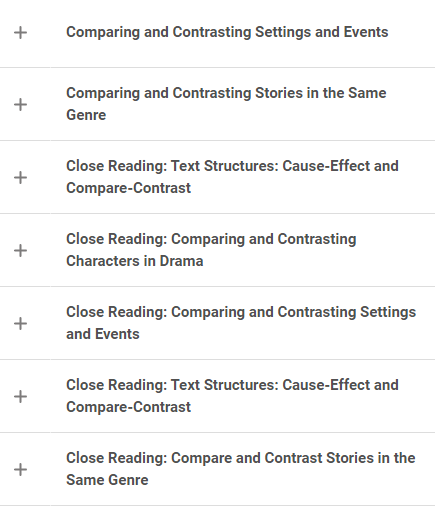 Comparing and Contrasting Settings and Events
Comparing and Contrasting Stories in the Same
Genre
Close Reading: Text Structures: Cause-Effect and
Compare-Contrast
Close Reading: Comparing and Contrasting
Characters in Drama
Close Reading: Comparing and Contrasting Settings
and Events
Close Reading: Text Structures: Cause-Effect and
Compare-Contrast
Close Reading: Compare and Contrast Stories in the
Same Genre